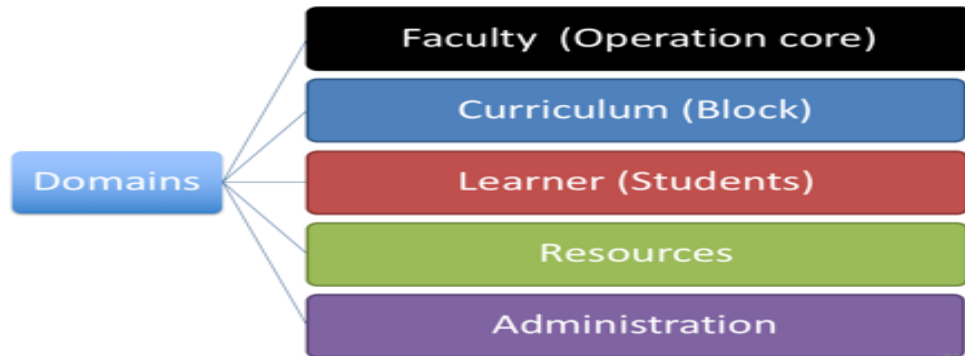 Faculty (Operation core)
Curriculum (Block)
Domains
Learner (Students)
Resources
Administration